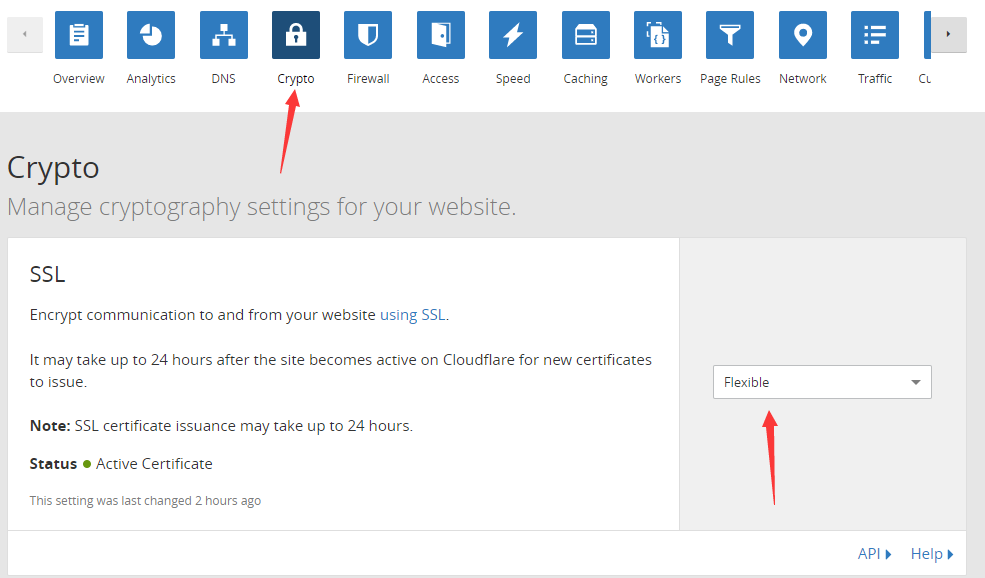 Overview Analytics DNS Crypto Firewall Access Speed Caching Workers Page Rules Network Traffic Cu
Crypto
Manage cryptography settings for your website.
SSL
Encrypt communication to and from your website using SSL.
It may take up to 24 hours after the site becomes active on Cloudflare for new certificates
to issue.
Flexible
Note: SSL certificate issuance may take up to 24 hours.
Status Active Certificate
This setting was last changed 2 hours ago
API Help